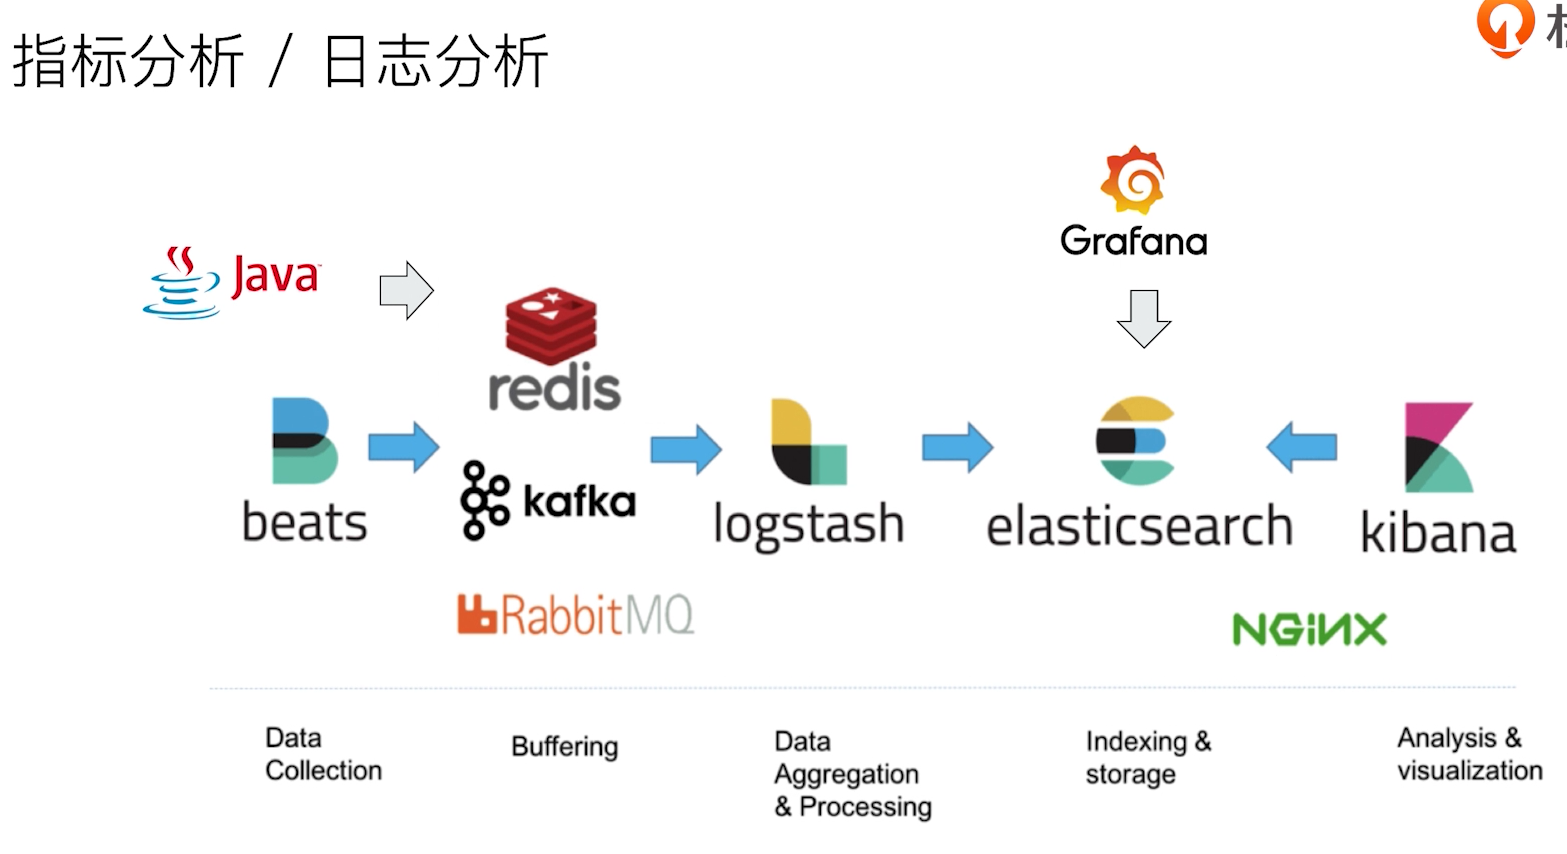 指标分析 / 日志分析
Grafana
Java
redis
beats
kafka
logstash
elasticsearch
kibana
RabbitMQ
NGINX
Data
Collection
Buffering
Data
Aggregation
& Processing
Indexing &
storage
Analysis &
visualization